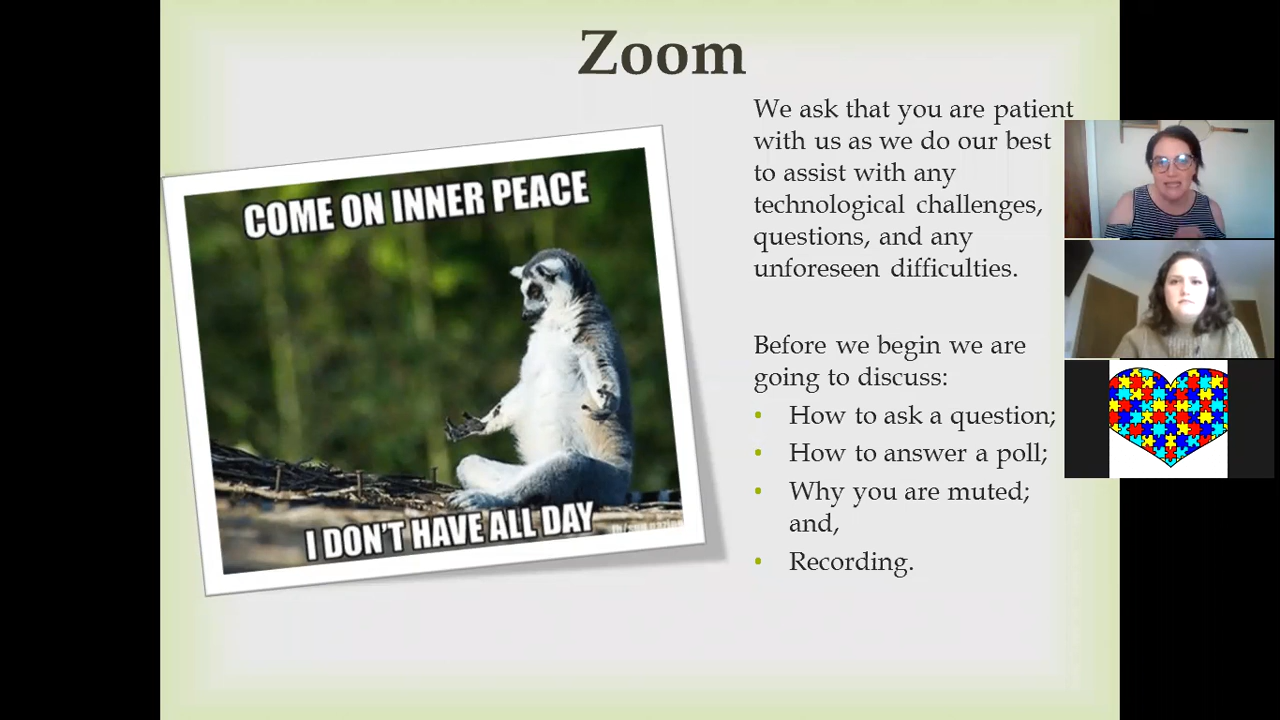 Zoom
COME ON INNER PEACE
I DON'T HAVE ALL DAY
We ask that you are patient
with us as we do our best
to assist with any
technological challenges,
questions, and any
unforeseen difficulties.
Before we begin we are
going to discuss:
• How to ask a question;
• How to answer a poll;
• Why you are muted;
and,
• Recording.